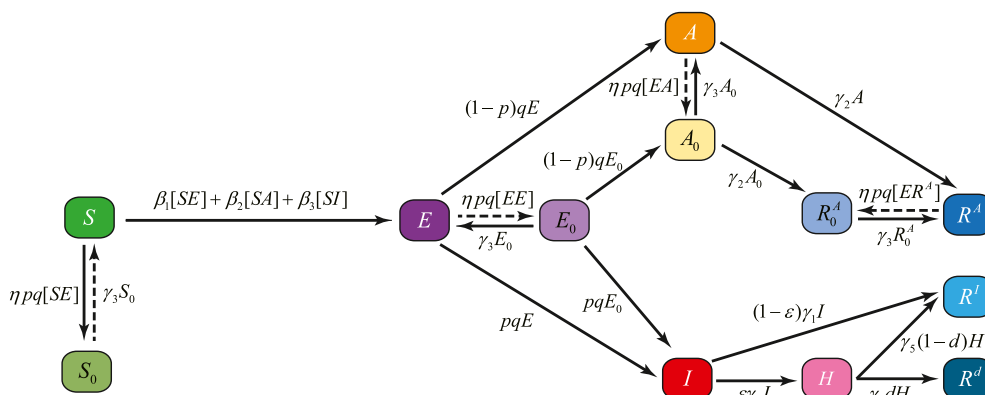 A
ηpq[EA]
γ₃A₀
(1−p)qE
γ₂A
A₀
(1−p)qE₀
γ₂A₀
β₁[SE] + β₂[SA] + β₃[SI]
ηpq[EE]
ηpq[ERᴬ]
S
E
E₀
R₀ᴬ
Rᴬ
γ₃E₀
γ₃R₀ᴬ
ηpq[SE]
γ₃S₀
pqE₀
pqE
(1−ε)γ₁I
Rᴵ
γ₅(1−d)H
S₀
I
H
Rᵈ